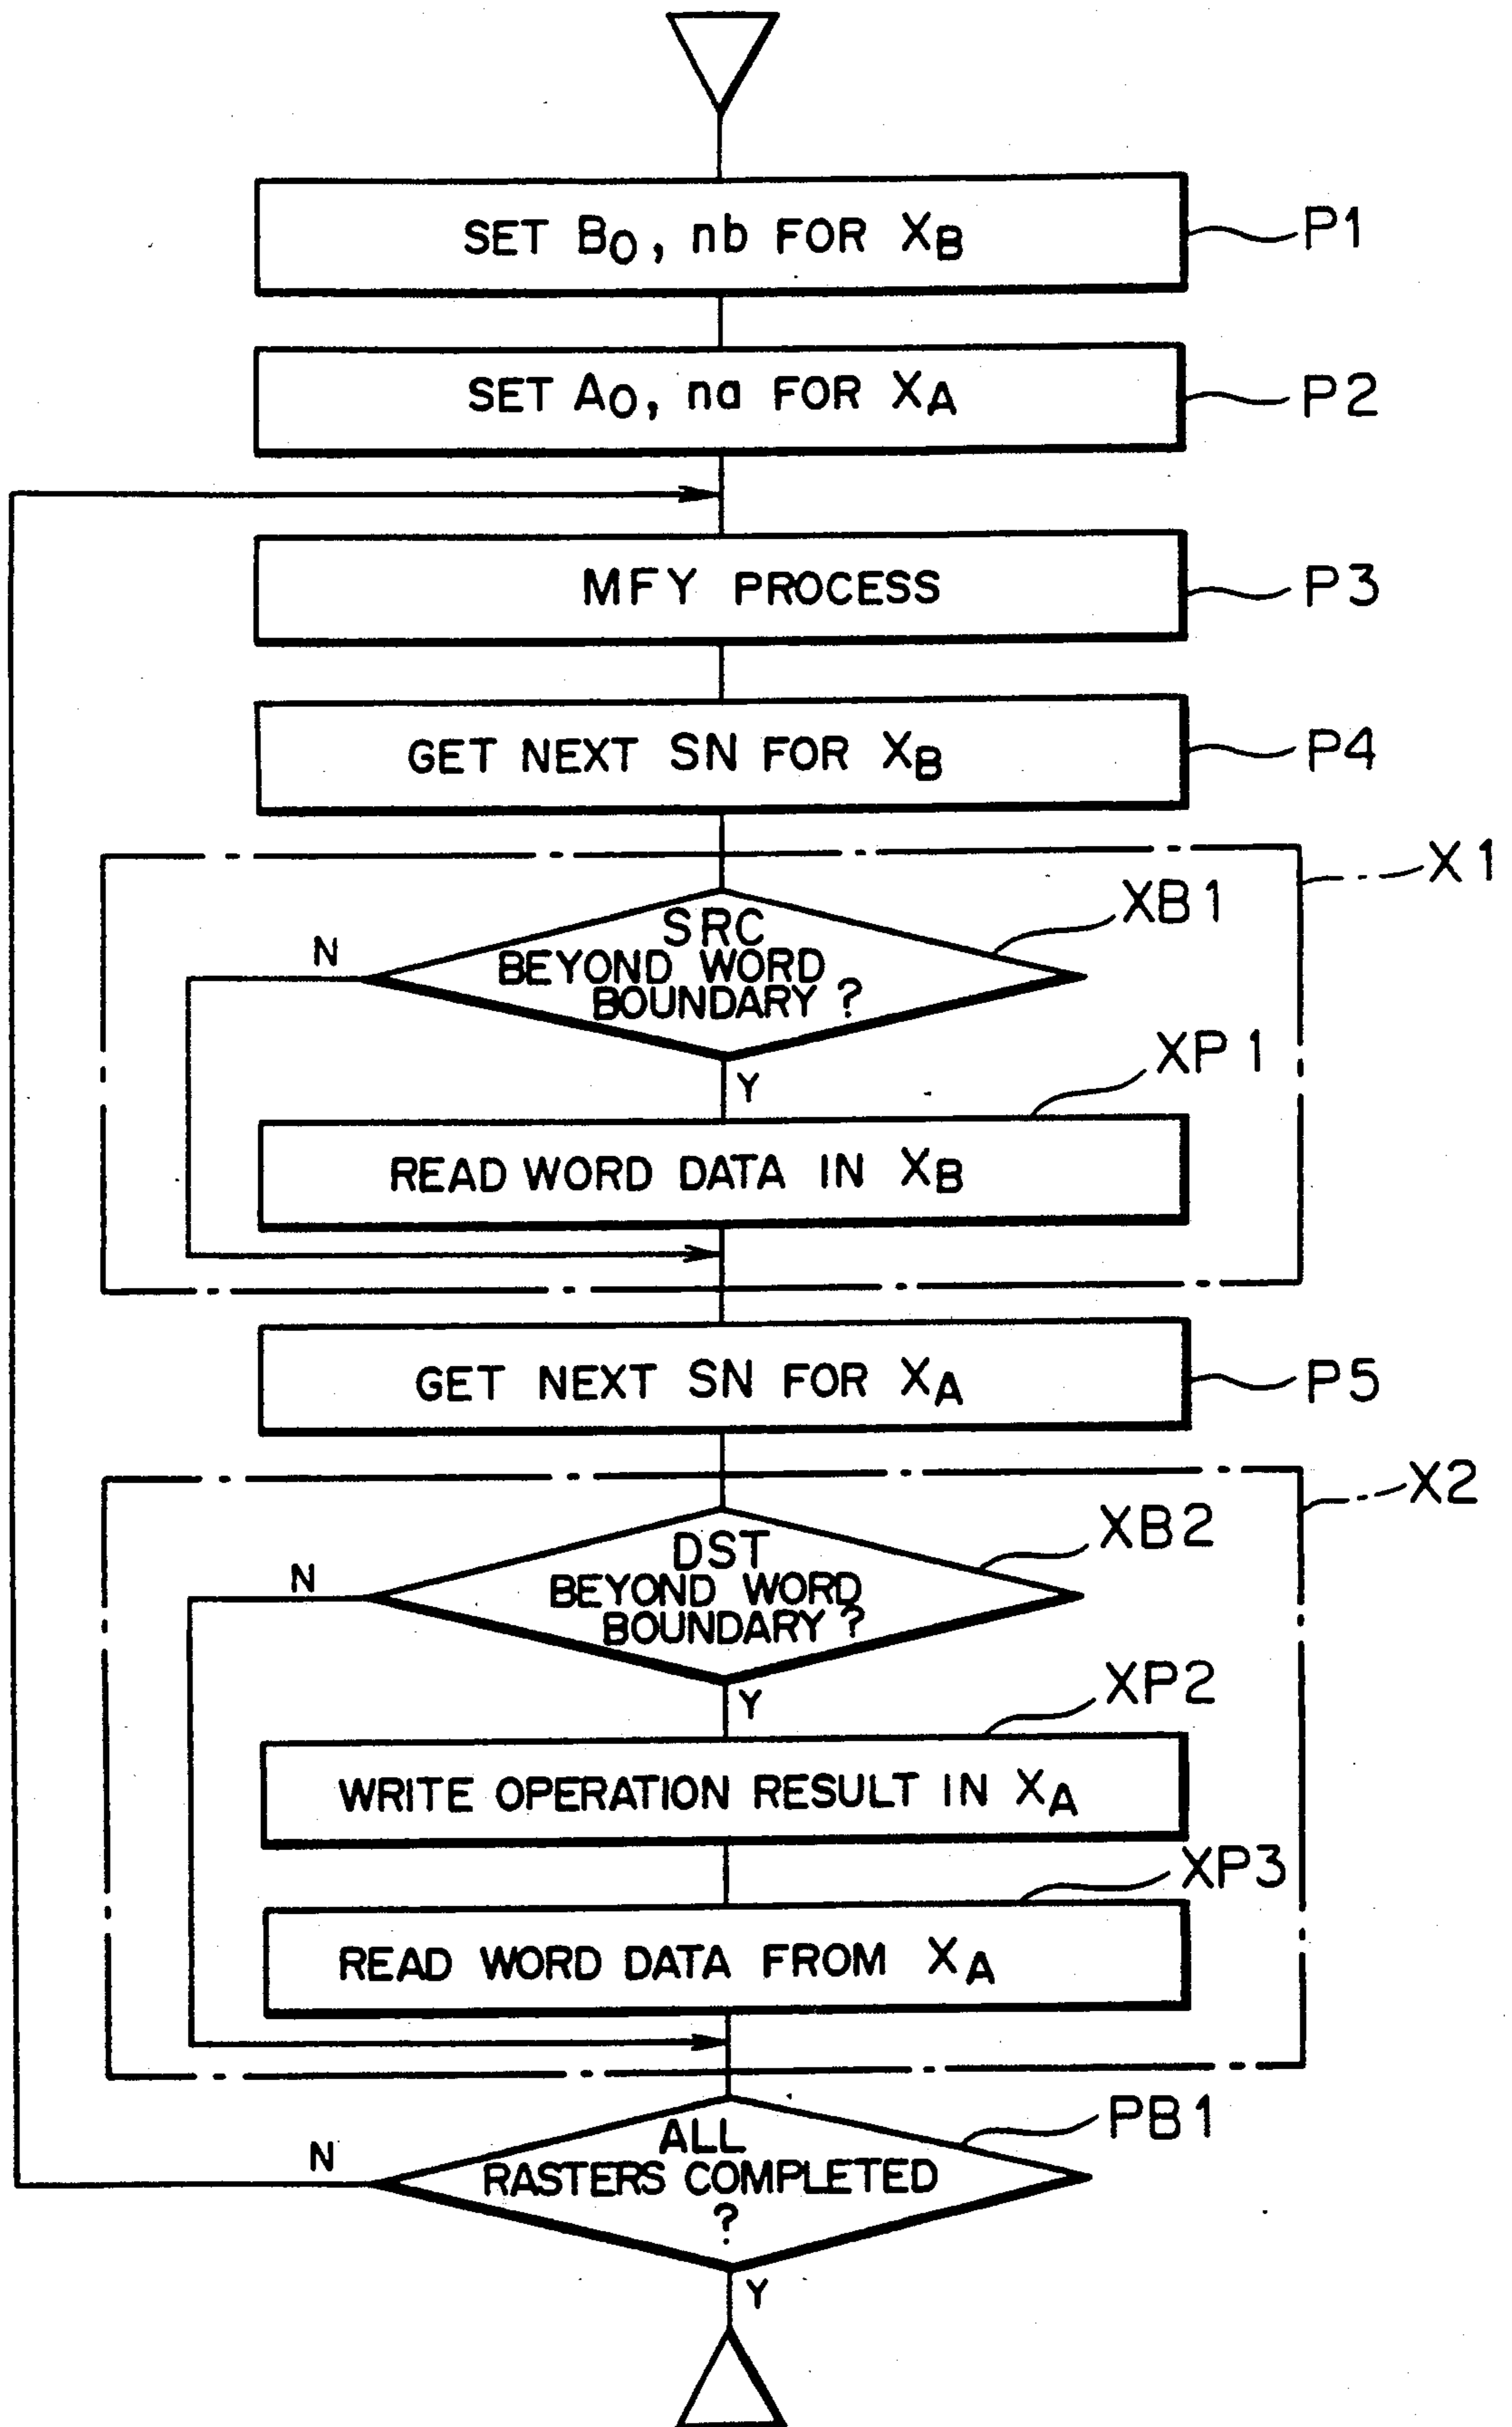 SET B0, nb FOR XB
P1
SET A0, na FOR XA
P2
MFY PROCESS
P3
GET NEXT SN FOR XB
P4
X1
XB1
SRC
BEYOND WORD
BOUNDARY ?
N
Y
XP1
READ WORD DATA IN XB
GET NEXT SN FOR XA
P5
X2
XB2
DST
BEYOND WORD
BOUNDARY ?
N
Y
XP2
WRITE OPERATION RESULT IN XA
XP3
READ WORD DATA FROM XA
PB1
ALL
RASTERS COMPLETED
?
N
Y